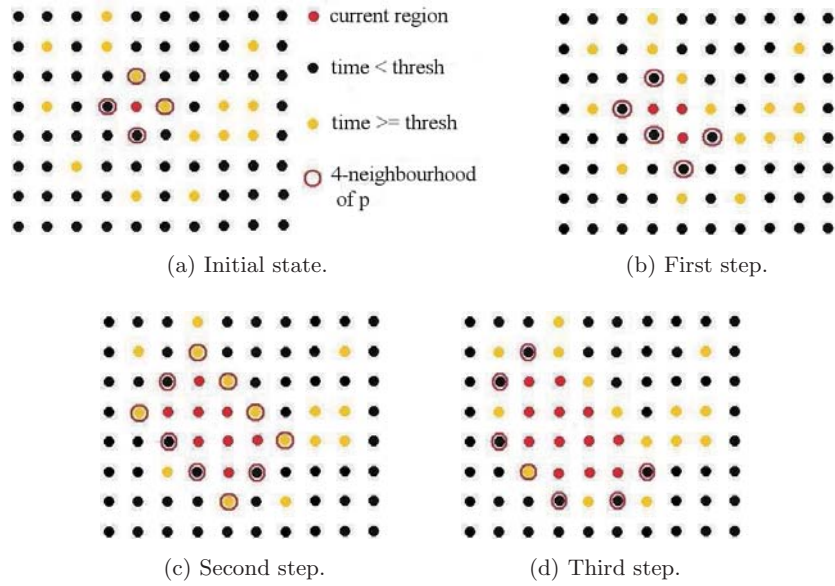 current region
time < thresh
time >= thresh
4-neighbourhood
of p
(a) Initial state.
(b) First step.
(c) Second step.
(d) Third step.